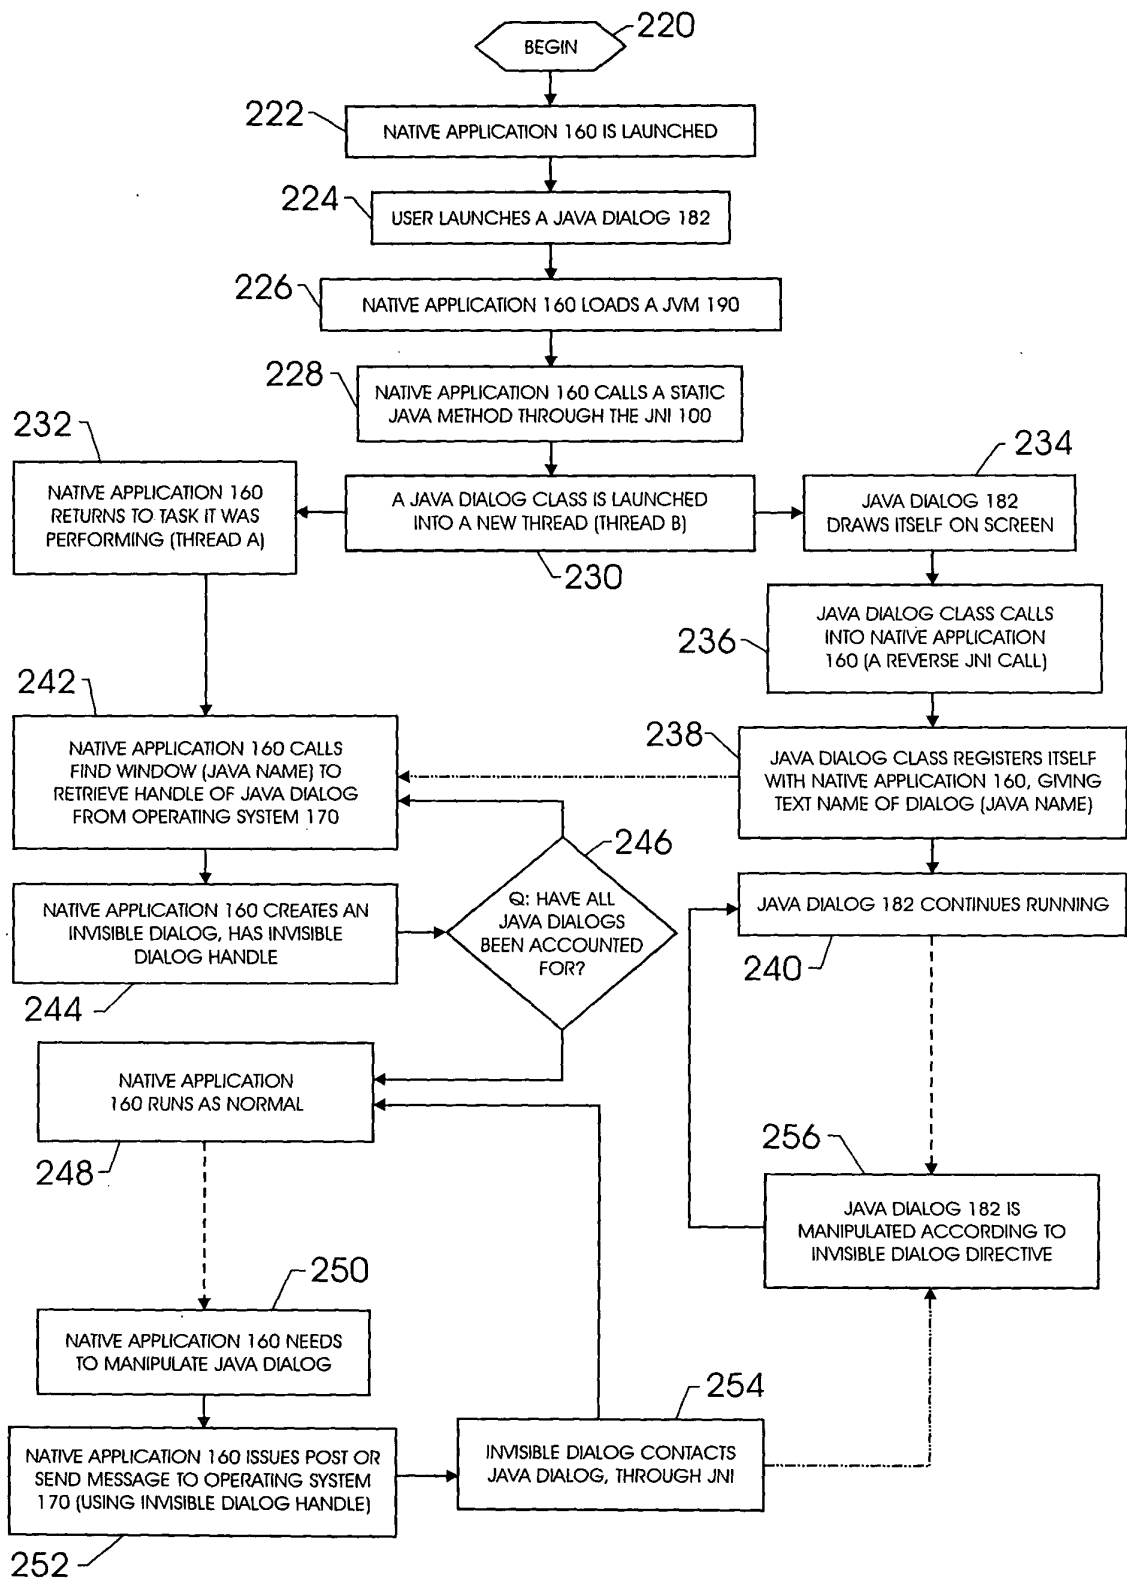 220
BEGIN
222
NATIVE APPLICATION 160 IS LAUNCHED
224
USER LAUNCHES A JAVA DIALOG 182
226
NATIVE APPLICATION 160 LOADS A JVM 190
228
NATIVE APPLICATION 160 CALLS A STATIC
JAVA METHOD THROUGH THE JNI 100
232
NATIVE APPLICATION 160
RETURNS TO TASK IT WAS
PERFORMING (THREAD A)
A JAVA DIALOG CLASS IS LAUNCHED
INTO A NEW THREAD (THREAD B)
230
234
JAVA DIALOG 182
DRAWS ITSELF ON SCREEN
236
JAVA DIALOG CLASS CALLS
INTO NATIVE APPLICATION
160 (A REVERSE JNI CALL)
242
NATIVE APPLICATION 160 CALLS
FIND WINDOW (JAVA NAME) TO
RETRIEVE HANDLE OF JAVA DIALOG
FROM OPERATING SYSTEM 170
238
JAVA DIALOG CLASS REGISTERS ITSELF
WITH NATIVE APPLICATION 160, GIVING
TEXT NAME OF DIALOG (JAVA NAME)
NATIVE APPLICATION 160 CREATES AN
INVISIBLE DIALOG, HAS INVISIBLE
DIALOG HANDLE
244
246
Q: HAVE ALL
JAVA DIALOGS
BEEN ACCOUNTED
FOR?
JAVA DIALOG 182 CONTINUES RUNNING
240
NATIVE APPLICATION
160 RUNS AS NORMAL
248
256
JAVA DIALOG 182 IS
MANIPULATED ACCORDING TO
INVISIBLE DIALOG DIRECTIVE
250
NATIVE APPLICATION 160 NEEDS
TO MANIPULATE JAVA DIALOG
NATIVE APPLICATION 160 ISSUES POST OR
SEND MESSAGE TO OPERATING SYSTEM
170 (USING INVISIBLE DIALOG HANDLE)
252
254
INVISIBLE DIALOG CONTACTS
JAVA DIALOG, THROUGH JNI